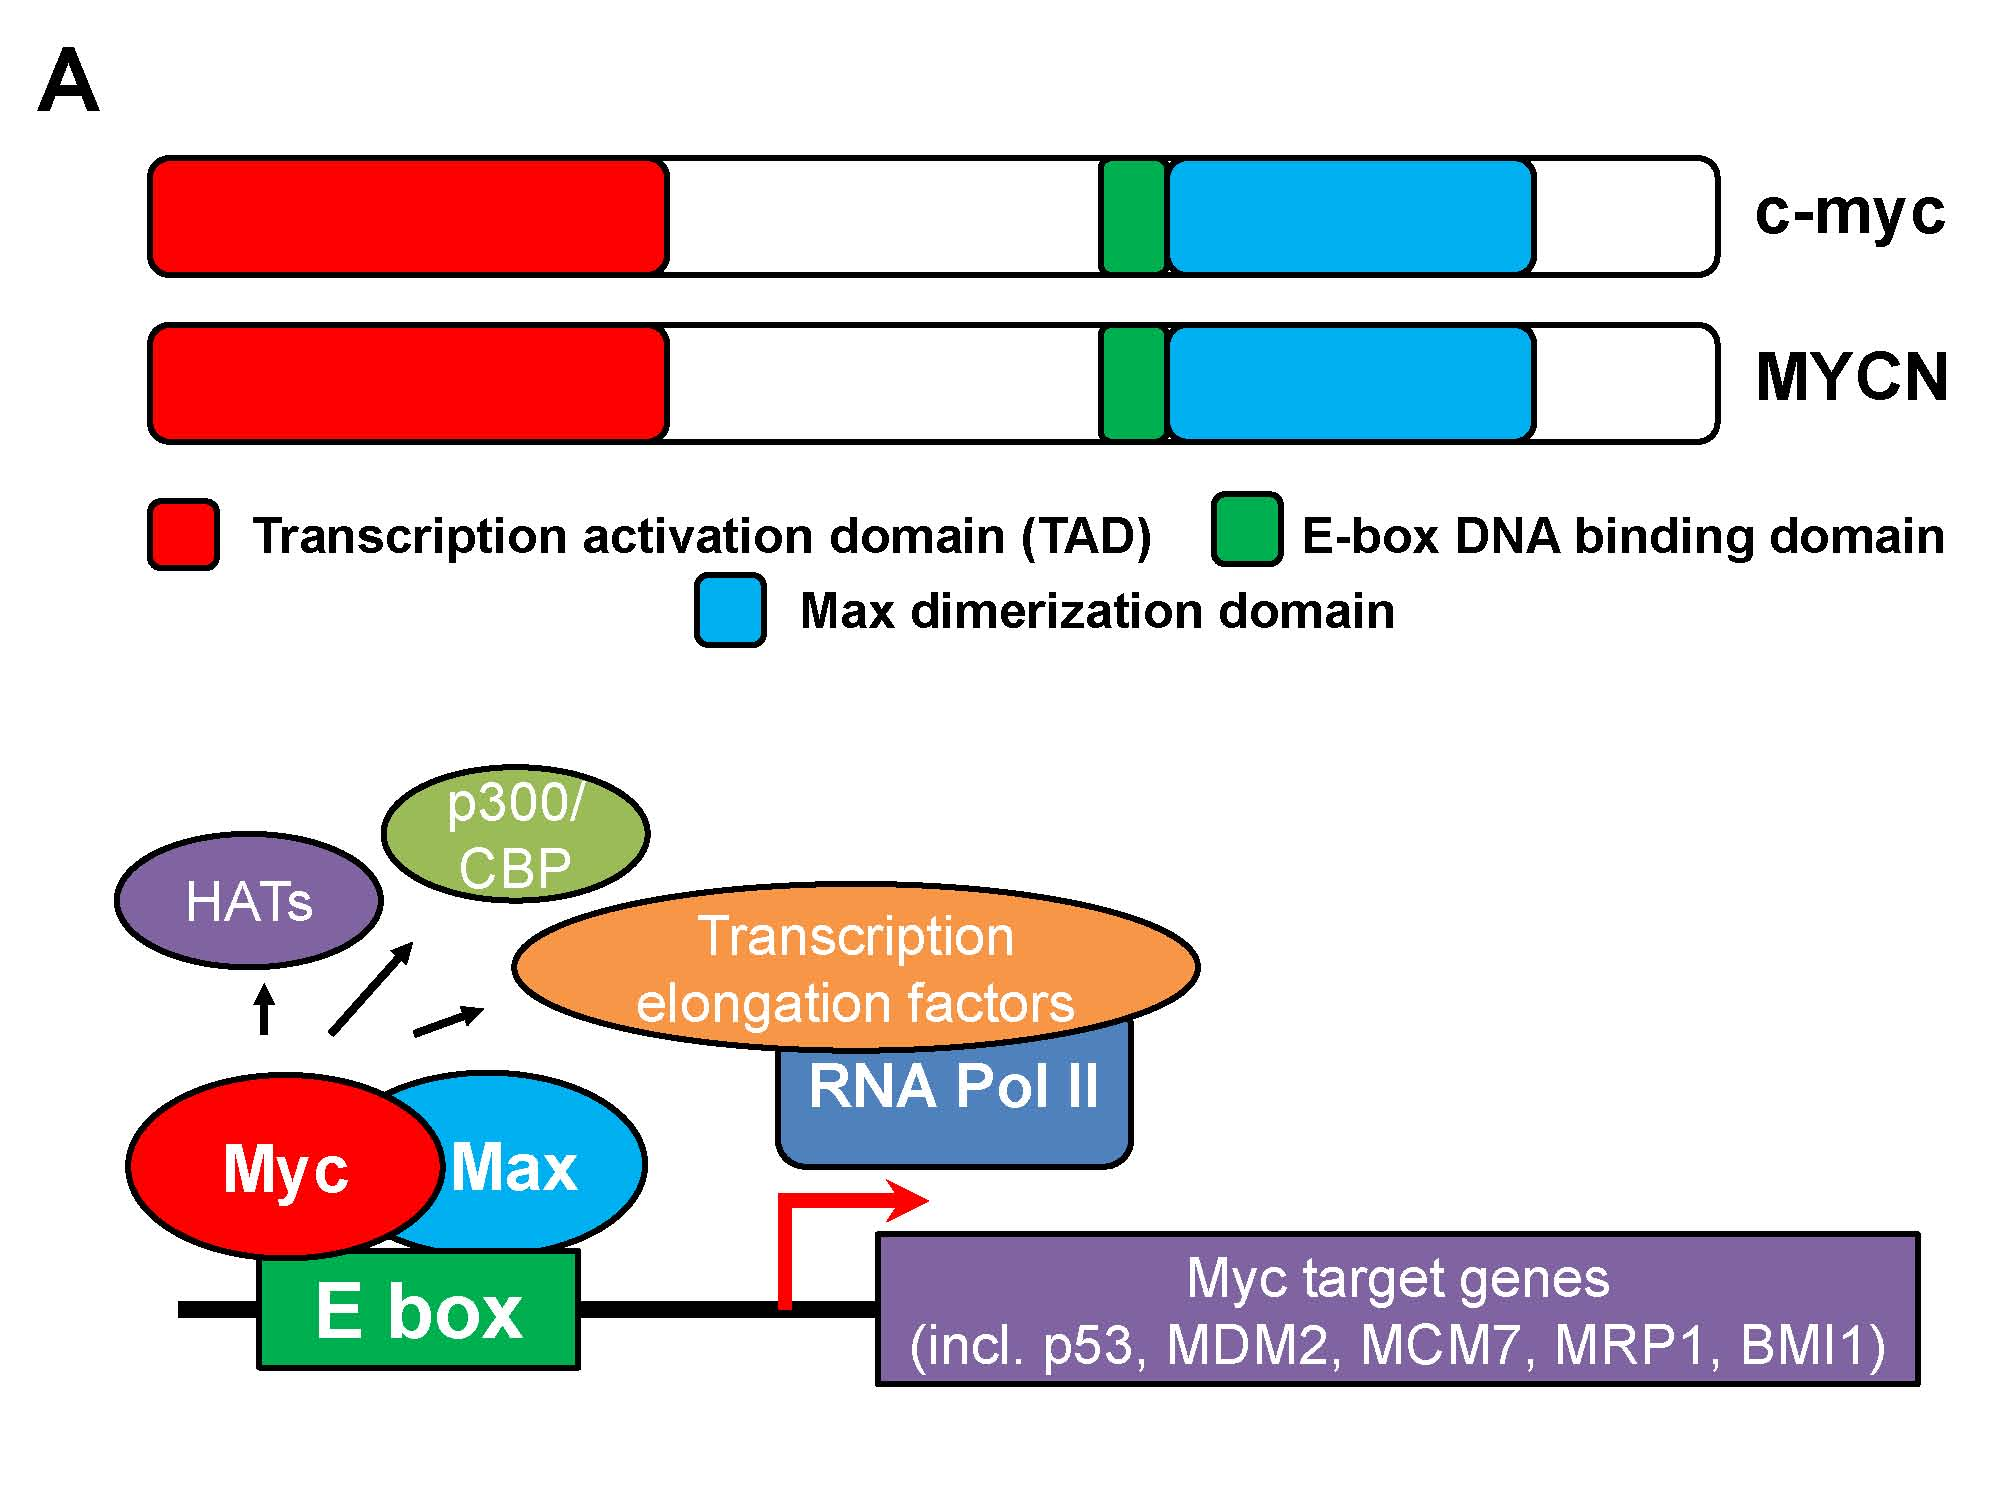 A
c-myc
MYCN
Transcription activation domain (TAD)
E-box DNA binding domain
Max dimerization domain
p300/
CBP
HATs
Transcription
elongation factors
RNA Pol II
Myc
Max
E box
Myc target genes
(incl. p53, MDM2, MCM7, MRP1, BMI1)